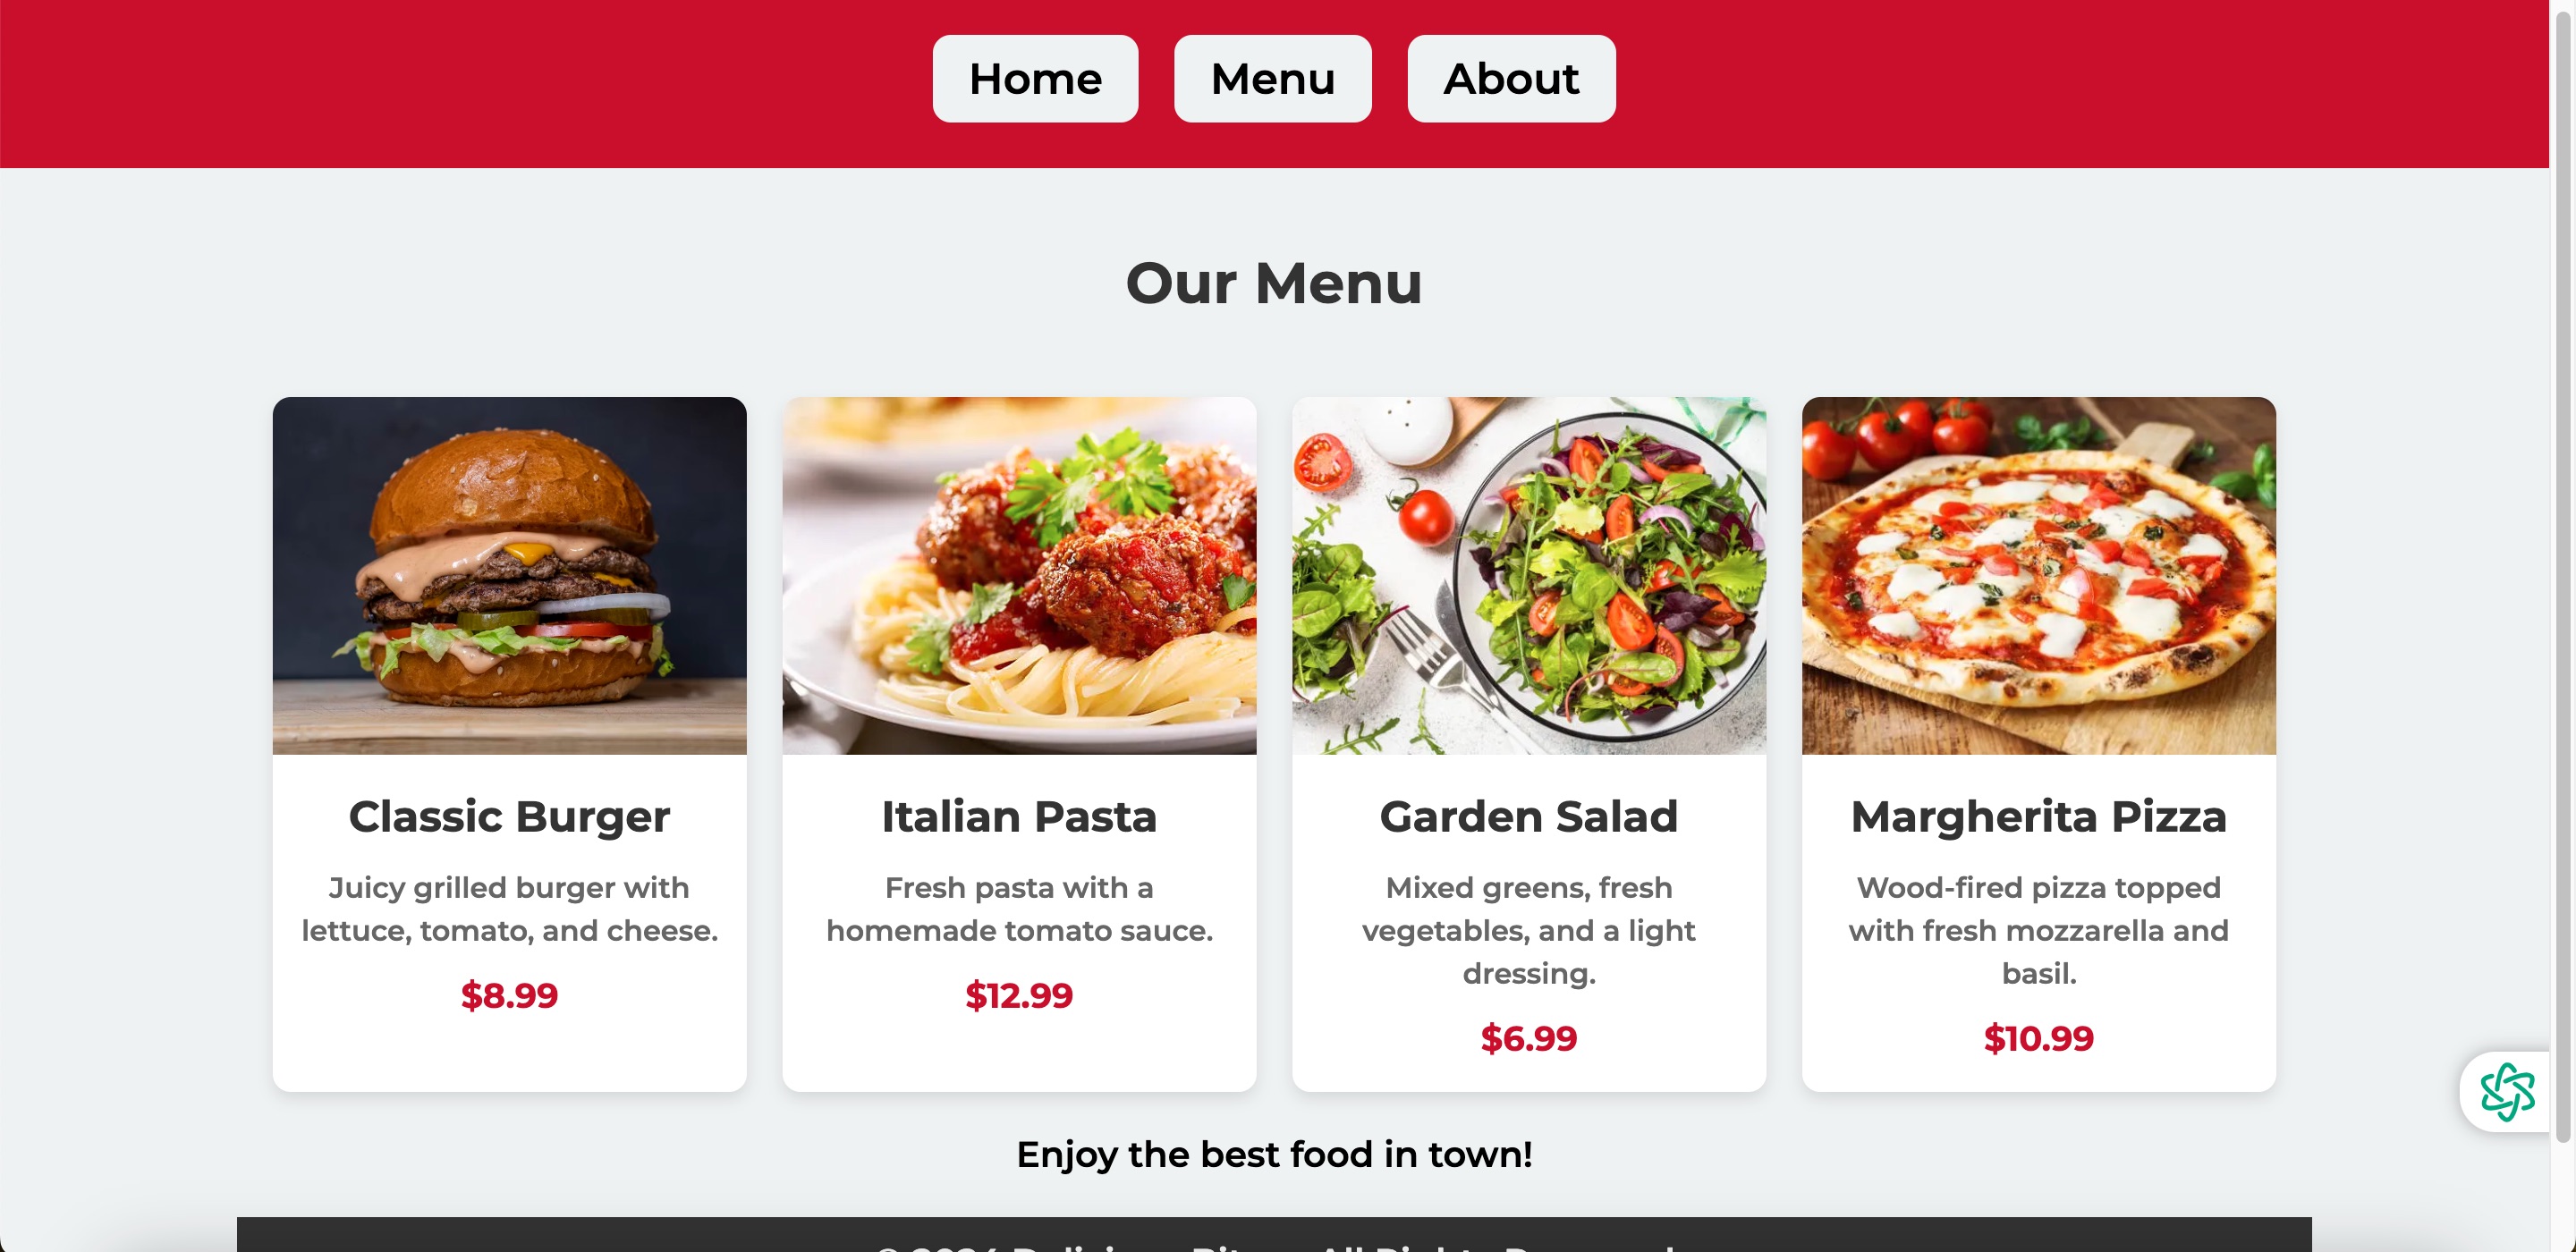 Home Menu About
Our Menu
Classic Burger
Juicy grilled burger with
lettuce, tomato, and cheese.
$8.99
Italian Pasta
Fresh pasta with a
homemade tomato sauce.
$12.99
Garden Salad
Mixed greens, fresh
vegetables, and a light
dressing.
$6.99
Margherita Pizza
Wood-fired pizza topped
with fresh mozzarella and
basil.
$10.99
Enjoy the best food in town!